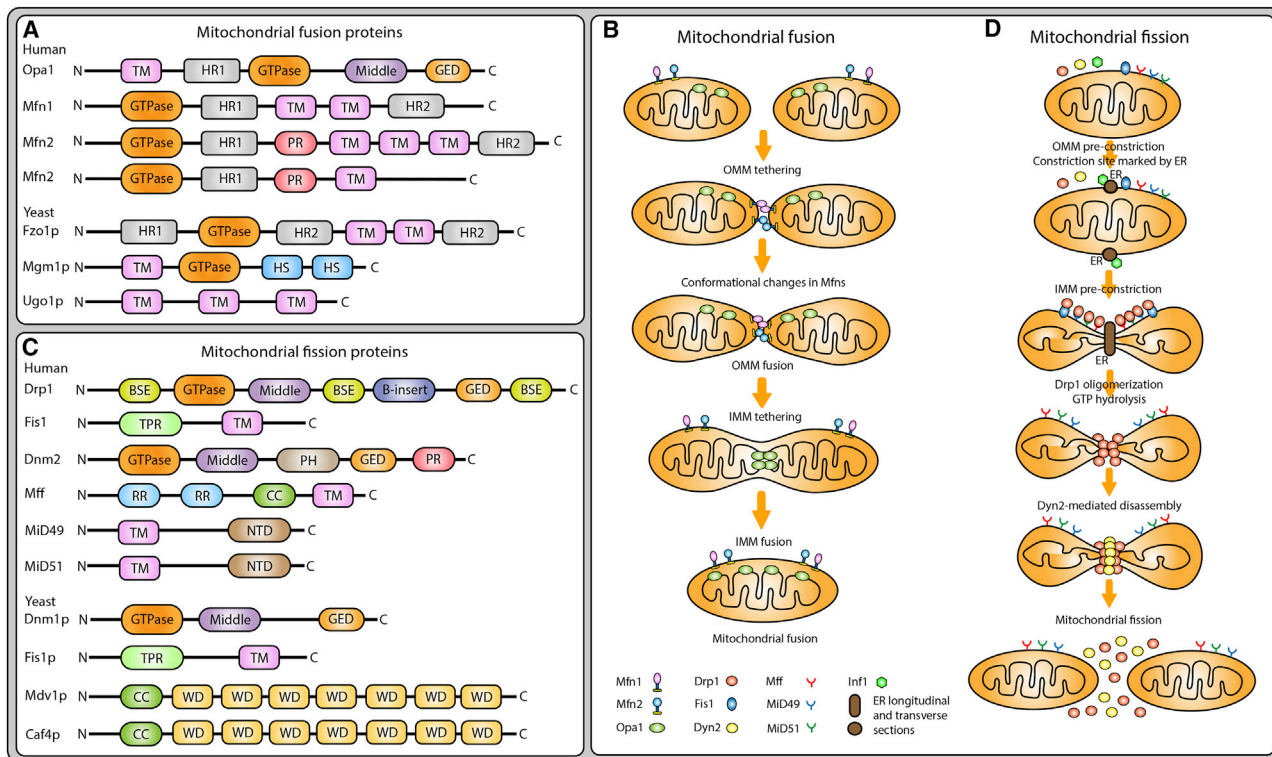 A
Mitochondrial fusion proteins
Human
Opa1 N TM HR1 GTPase Middle GED C
Mfn1 N GTPase HR1 TM TM HR2 C
Mfn2 N GTPase HR1 PR TM TM TM HR2 C
Mfn2 N GTPase HR1 PR TM C
Yeast
Fzo1p N HR1 GTPase HR2 TM TM HR2 C
Mgm1p N TM GTPase HS HS C
Ugo1p N TM TM TM C
C
Mitochondrial fission proteins
Human
Drp1 N BSE GTPase Middle BSE B-insert GED BSE C
Fis1 N TPR TM C
Dnm2 N GTPase Middle PH GED PR C
Mff N RR RR CC TM C
MiD49 N TM NTD C
MiD51 N TM NTD C
Yeast
Dnm1p N GTPase Middle GED C
Fis1p N TPR TM C
Mdv1p N CC WD WD WD WD WD WD WD C
Caf4p N CC WD WD WD WD WD WD WD C
B
Mitochondrial fusion
OMM tethering
Conformational changes in Mfns
OMM fusion
IMM tethering
IMM fusion
Mitochondrial fusion
D
Mitochondrial fission
OMM pre-constriction
Constriction site marked by ER
ER
ER
IMM pre-constriction
ER
Drp1 oligomerization
GTP hydrolysis
Dyn2-mediated disassembly
Mitochondrial fission
Mfn1 Drp1 Mff Inf1
Mfn2 Fis1 MiD49 ER longitudinal
and transverse
Opa1 Dyn2 MiD51 sections